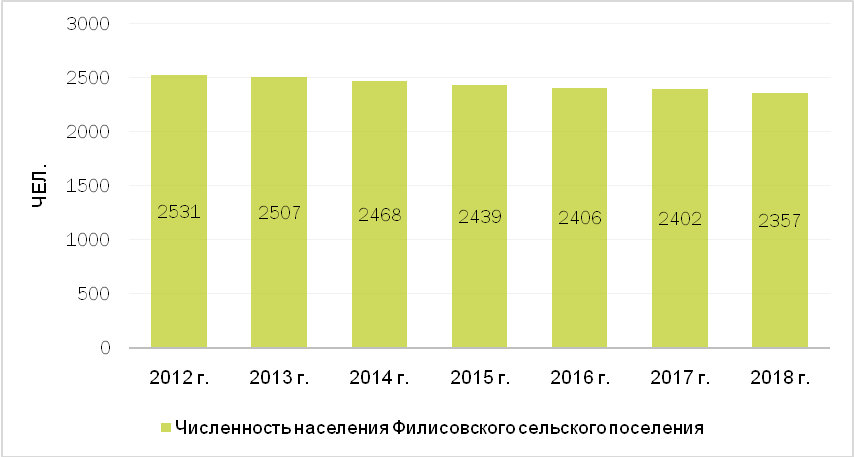 3000
2500
2000
1500
1000
500
0
ЧЕЛ.
2531 2507 2468 2439 2406 2402 2357
2012 г. 2013 г. 2014 г. 2015 г. 2016 г. 2017 г. 2018 г.
Численность населения Филисовского сельского поселения